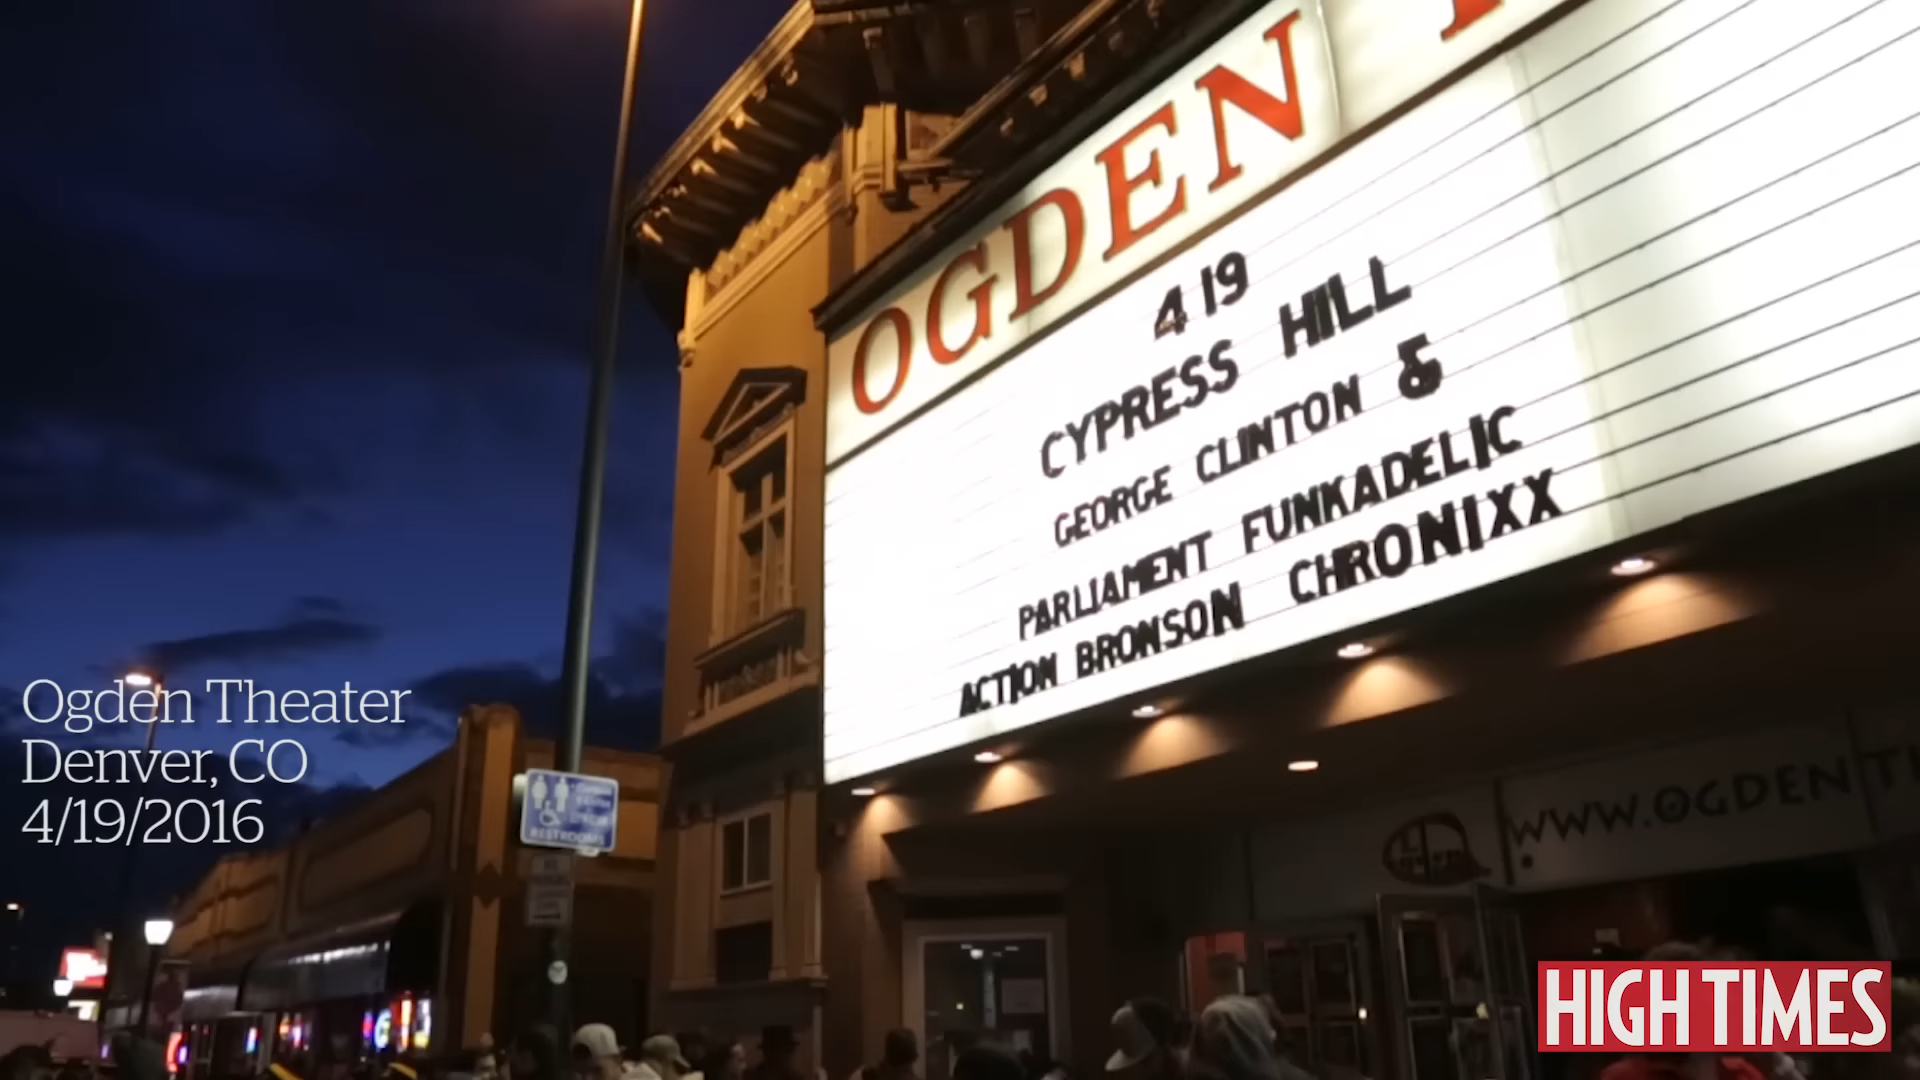 OGDEN
4 19
CYPRESS HILL
GEORGE CLINTON &
PARLIAMENT FUNKADELIC
ACTION BRONSON CHRONIXX
Ogden Theater
Denver, CO
4/19/2016
RESTROOMS
WWW.OGDEN
HIGH TIMES